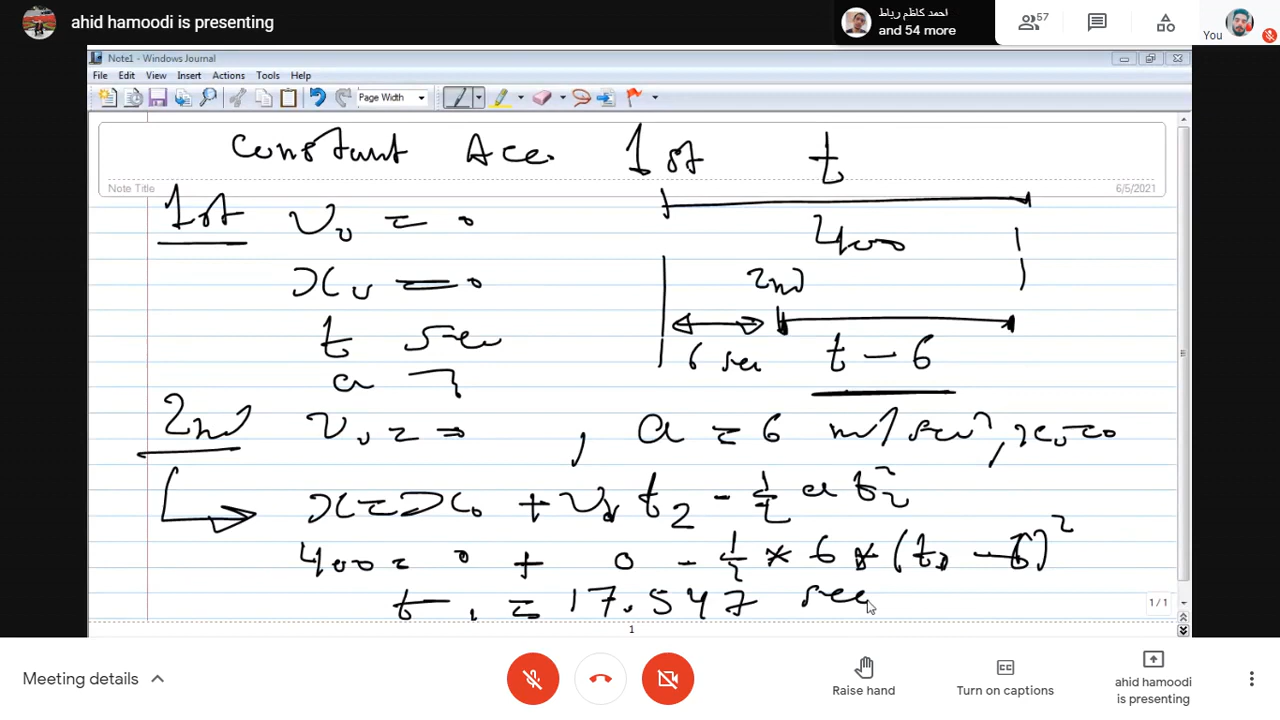 ahid hamoodi is presenting
احمد كاظم رباط
and 54 more
57
You
Note1 - Windows Journal
File Edit View Insert Actions Tools Help
Page Width
Constant Acc. 1st t
Note Title
6/5/2021
1st v₀ = 0
400
x₀ = 0
2nd
t sec
6 sec t - 6
a ?
2nd v₀ = 0 , a = 6 m/sec², x₀ = 0
x = x₀ + v₀ t₂ - ½ a t₂²
400 = 0 + 0 - ½ * 6 * (t₁ - 6)²
t₁ = 17.547 sec
1 / 1
1
Meeting details
Raise hand
Turn on captions
ahid hamoodi
is presenting